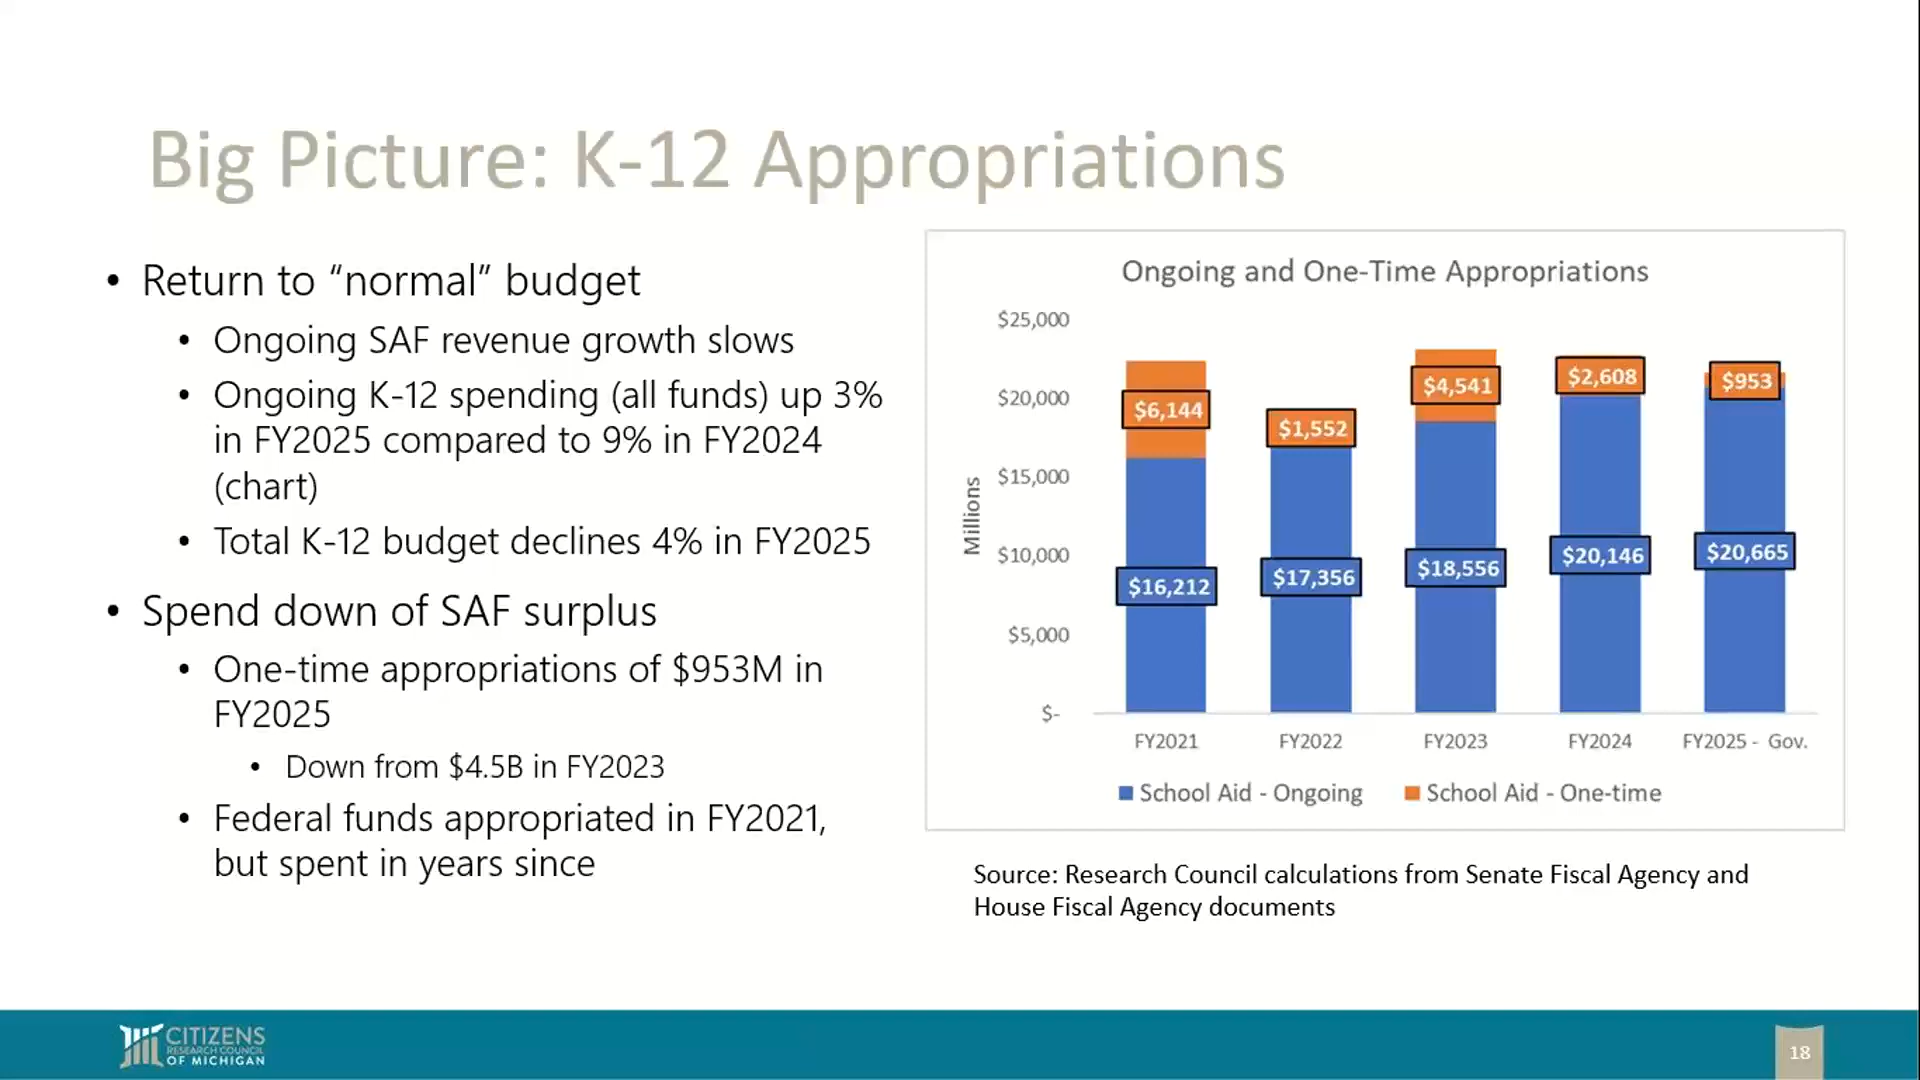 Big Picture: K-12 Appropriations
• Return to “normal” budget
• Ongoing SAF revenue growth slows
• Ongoing K-12 spending (all funds) up 3%
in FY2025 compared to 9% in FY2024
(chart)
• Total K-12 budget declines 4% in FY2025
• Spend down of SAF surplus
• One-time appropriations of $953M in
FY2025
• Down from $4.5B in FY2023
• Federal funds appropriated in FY2021,
but spent in years since
Ongoing and One-Time Appropriations
Millions
$25,000
$20,000
$15,000
$10,000
$5,000
$-
$6,144
$1,552
$4,541
$2,608
$953
$16,212
$17,356
$18,556
$20,146
$20,665
FY2021
FY2022
FY2023
FY2024
FY2025 - Gov.
School Aid - Ongoing
School Aid - One-time
Source: Research Council calculations from Senate Fiscal Agency and
House Fiscal Agency documents
CITIZENS
RESEARCH COUNCIL
OF MICHIGAN
18